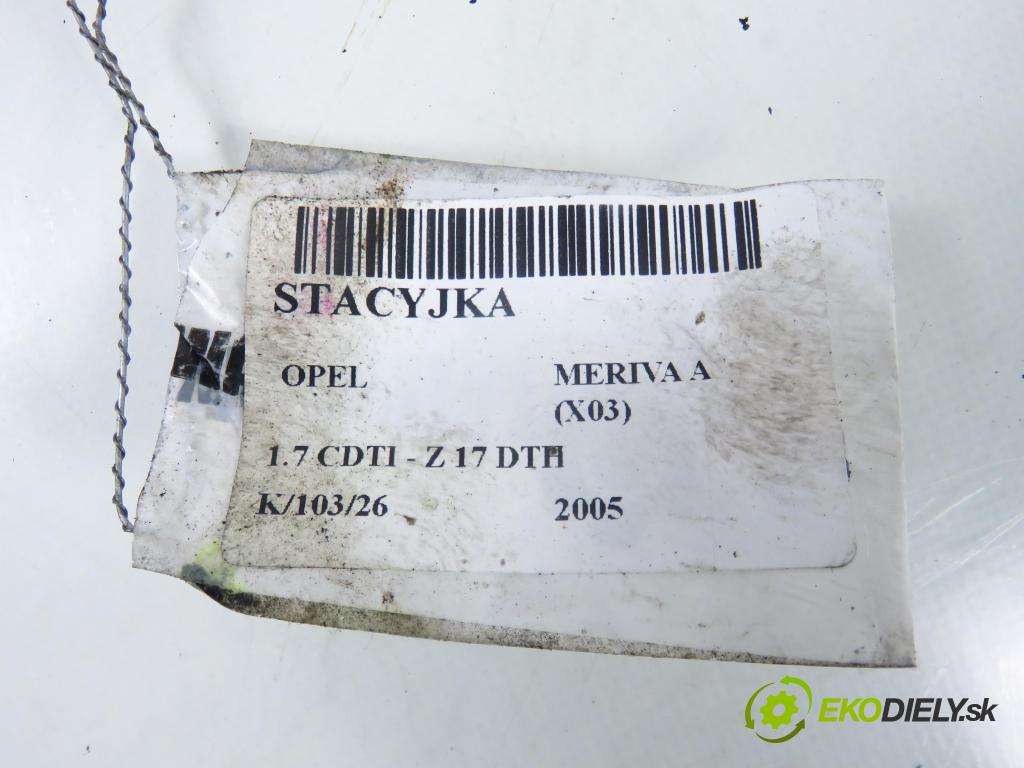 STACYJKA
OPEL MERIVA A
(X03)
1.7 CDTI - Z 17 DTH
K/103/26 2005
EKODIELY.sk